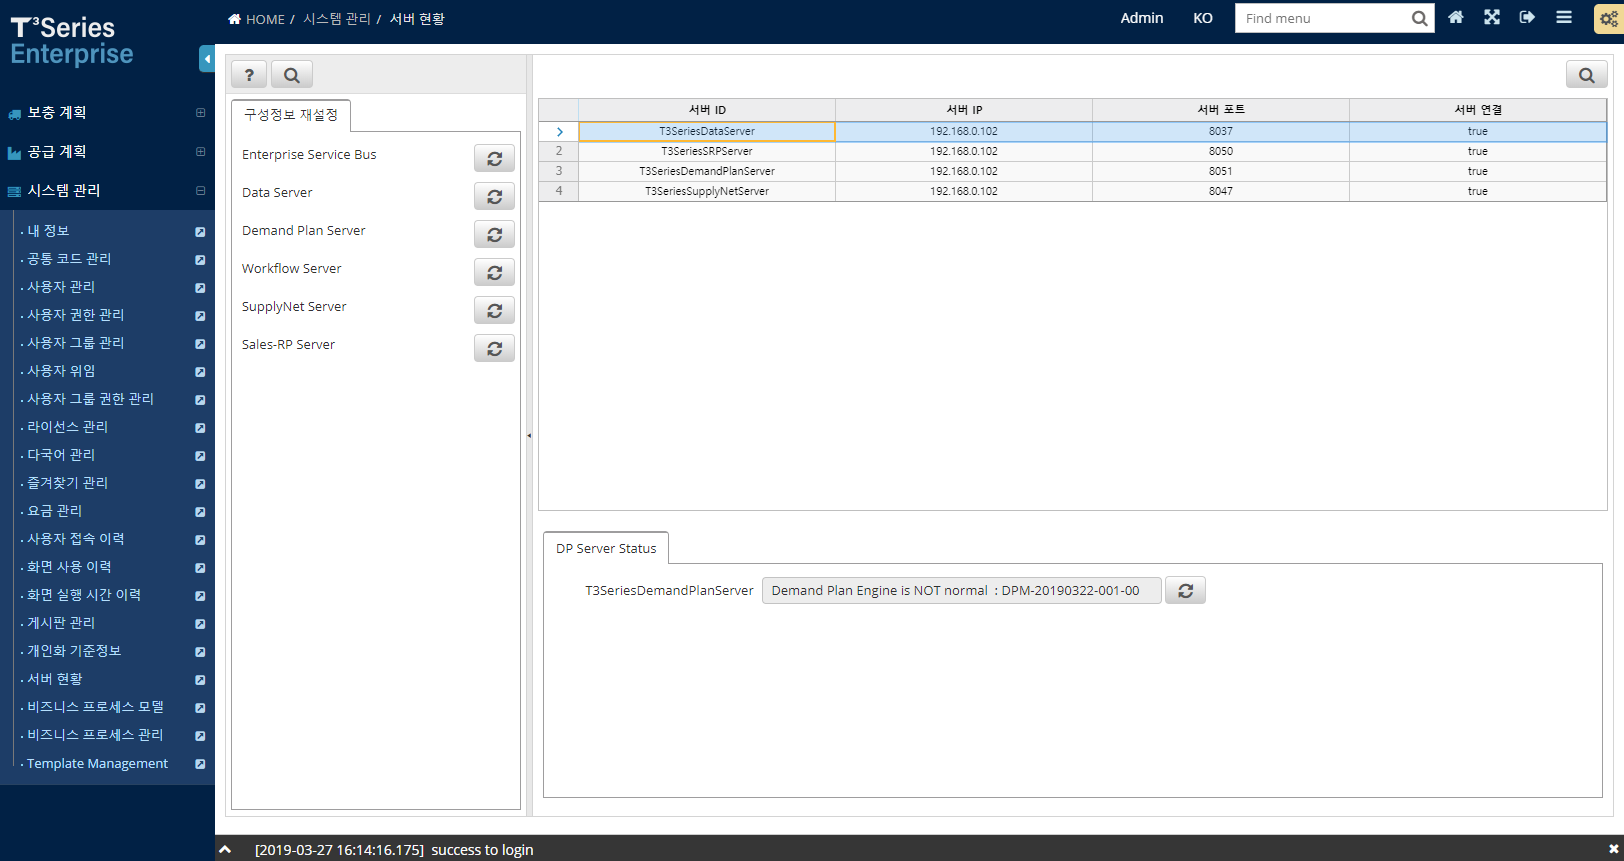 T³Series
Enterprise
HOME / 시스템 관리 / 서버 현황
Admin
KO
Find menu
보충 계획
공급 계획
시스템 관리
내 정보
공통 코드 관리
사용자 관리
사용자 권한 관리
사용자 그룹 관리
사용자 위임
사용자 그룹 권한 관리
라이선스 관리
다국어 관리
즐겨찾기 관리
요금 관리
사용자 접속 이력
화면 사용 이력
화면 실행 시간 이력
게시판 관리
개인화 기준정보
서버 현황
비즈니스 프로세스 모델
비즈니스 프로세스 관리
Template Management
?
구성정보 재설정
Enterprise Service Bus
Data Server
Demand Plan Server
Workflow Server
SupplyNet Server
Sales-RP Server
서버 ID 서버 IP 서버 포트 서버 연결
T3SeriesDataServer 192.168.0.102 8037 true
2 T3SeriesSRPServer 192.168.0.102 8050 true
3 T3SeriesDemandPlanServer 192.168.0.102 8051 true
4 T3SeriesSupplyNetServer 192.168.0.102 8047 true
DP Server Status
T3SeriesDemandPlanServer Demand Plan Engine is NOT normal : DPM-20190322-001-00
[2019-03-27 16:14:16.175] success to login